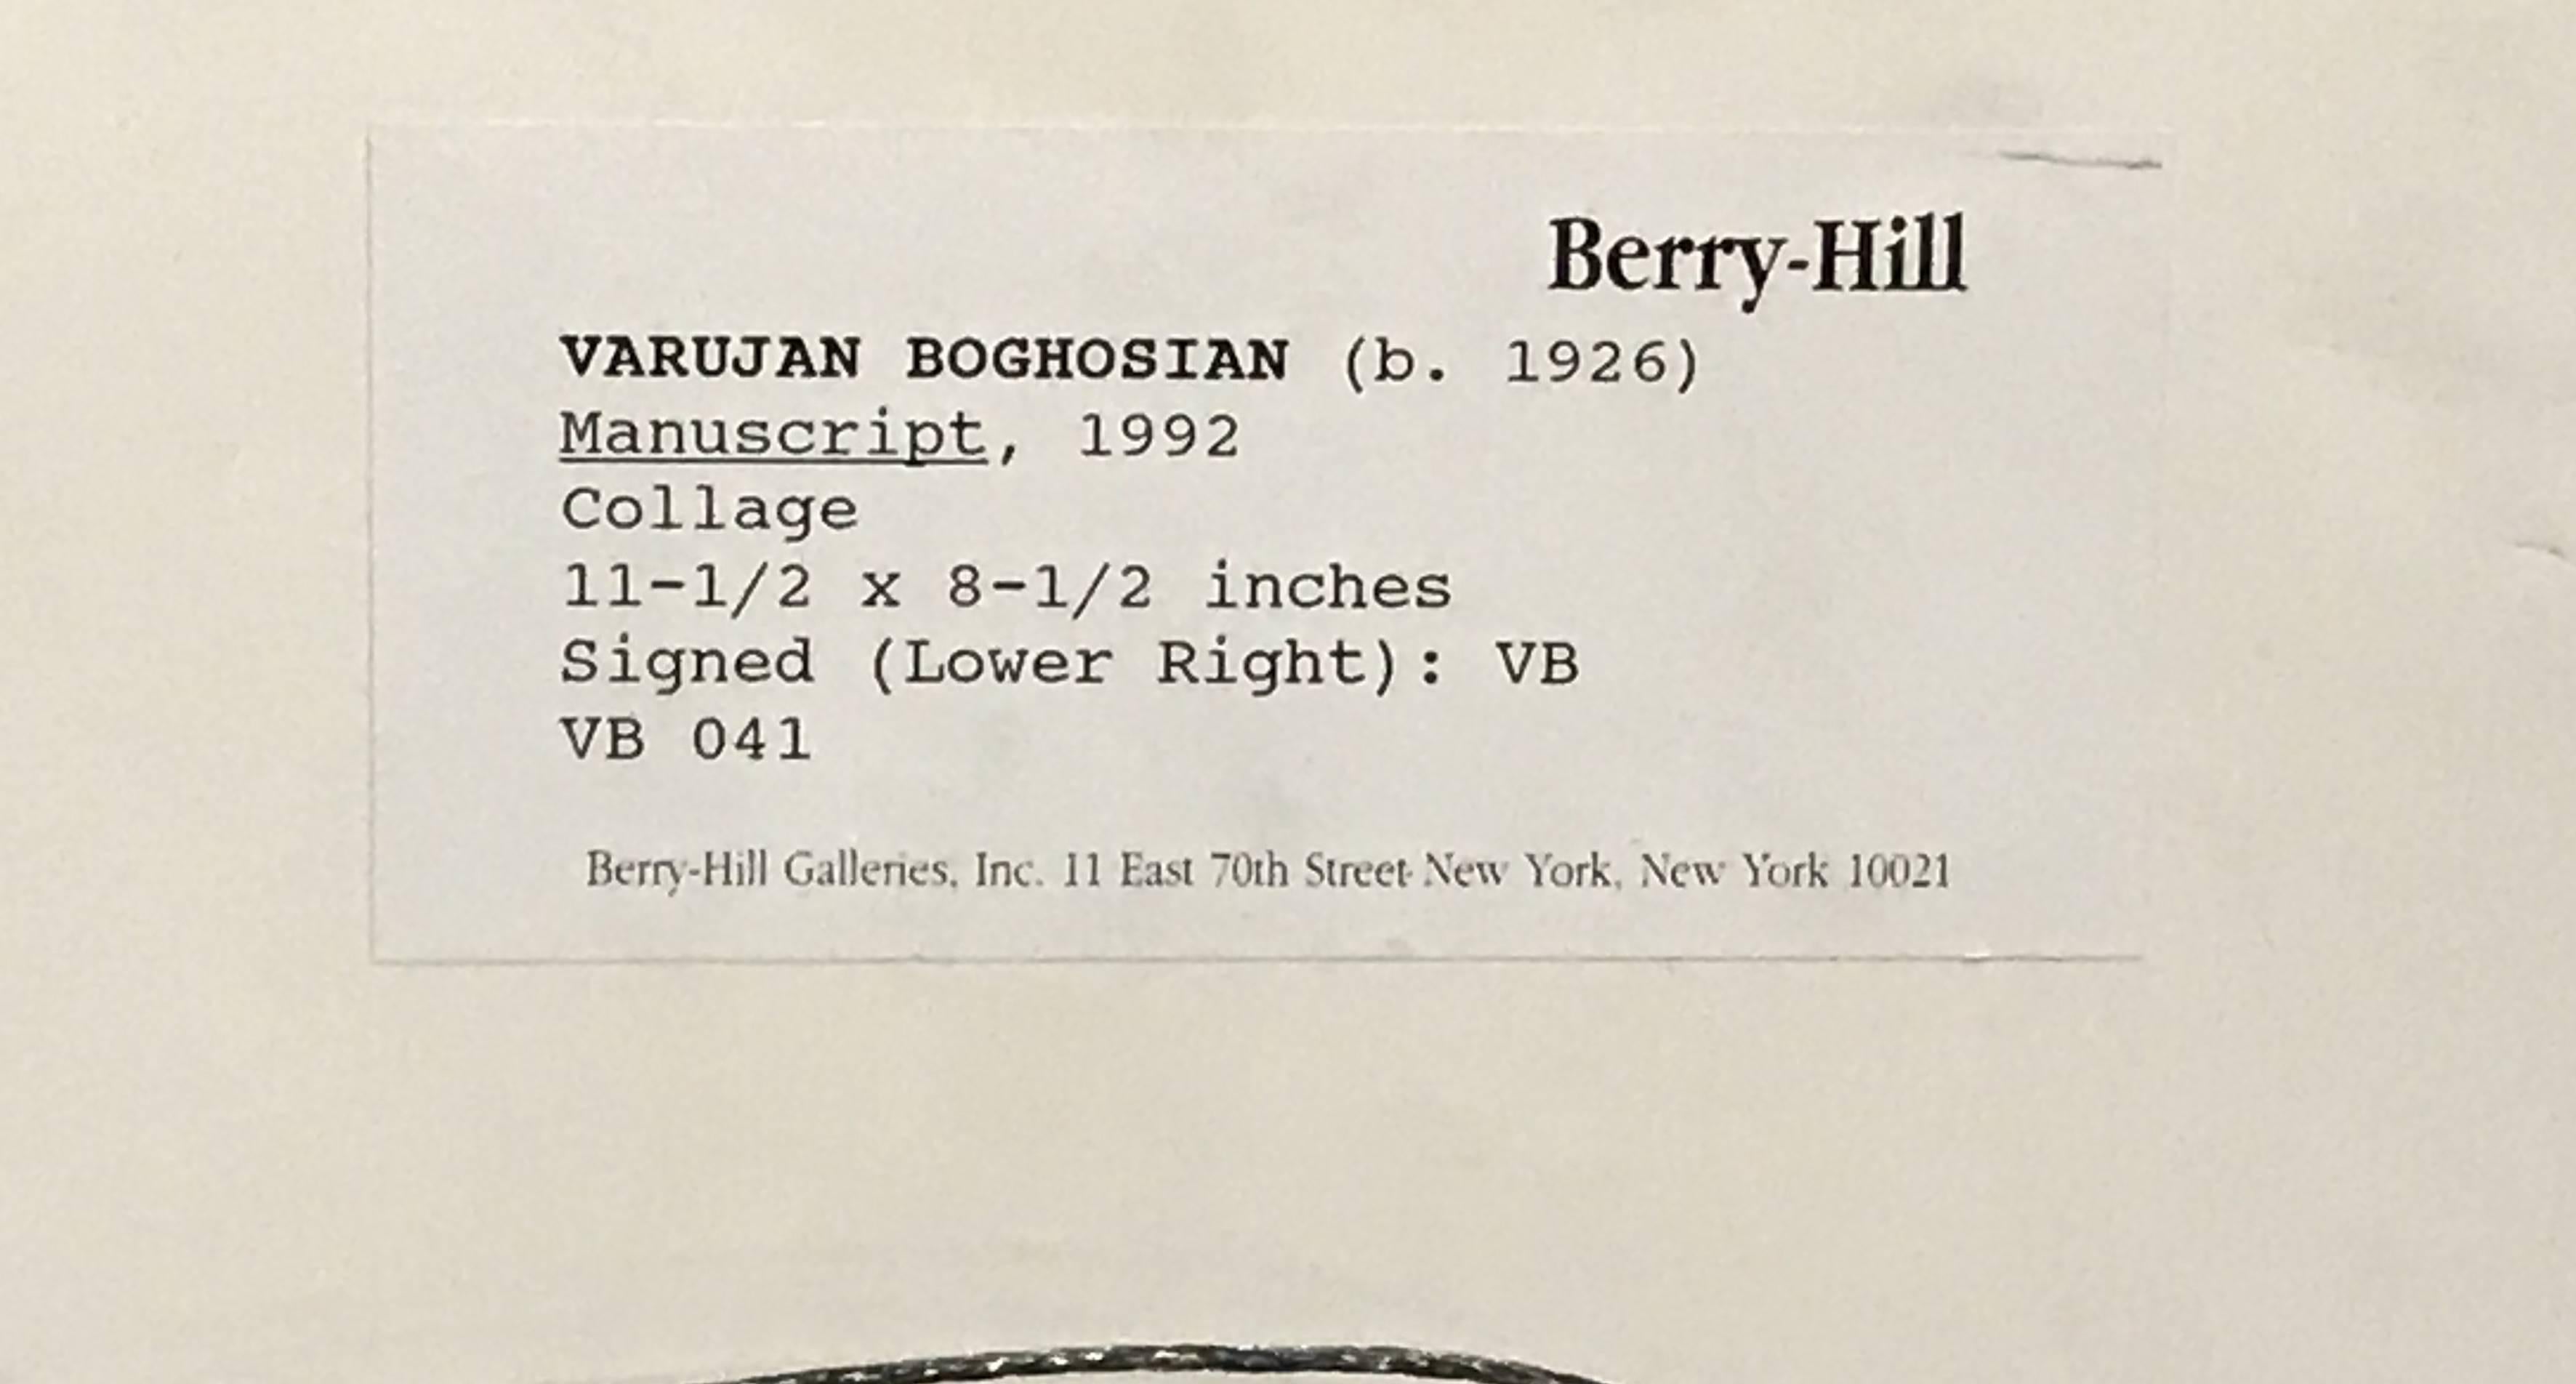 Berry-Hill
VARUJAN BOGHOSIAN (b. 1926)
Manuscript, 1992
Collage
11-1/2 x 8-1/2 inches
Signed (Lower Right): VB
VB 041
Berry-Hill Galleries, Inc. 11 East 70th Street New York, New York 10021